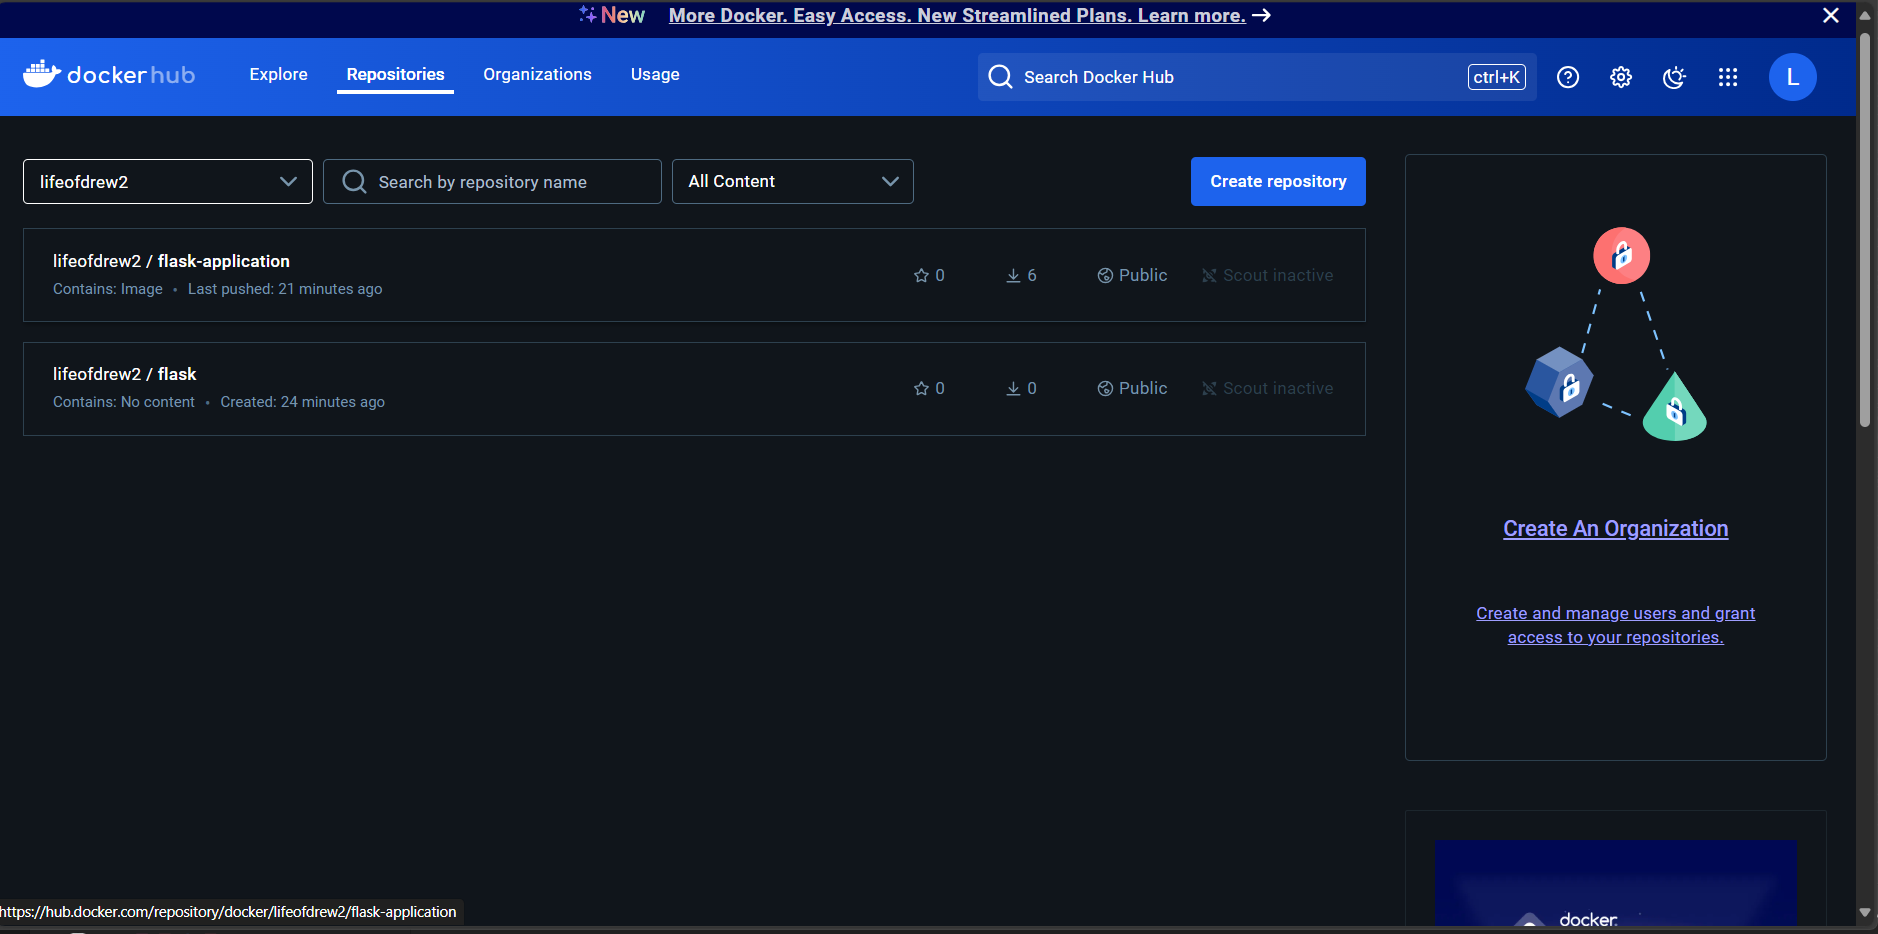 New More Docker. Easy Access. New Streamlined Plans. Learn more. →
dockerhub Explore Repositories Organizations Usage Search Docker Hub ctrl+K ? L
lifeofdrew2 Search by repository name All Content Create repository
lifeofdrew2 / flask-application
Contains: Image • Last pushed: 21 minutes ago
0 6 Public Scout inactive
lifeofdrew2 / flask
Contains: No content • Created: 24 minutes ago
0 0 Public Scout inactive
Create An Organization
Create and manage users and grant
access to your repositories.
docker
https://hub.docker.com/repository/docker/lifeofdrew2/flask-application